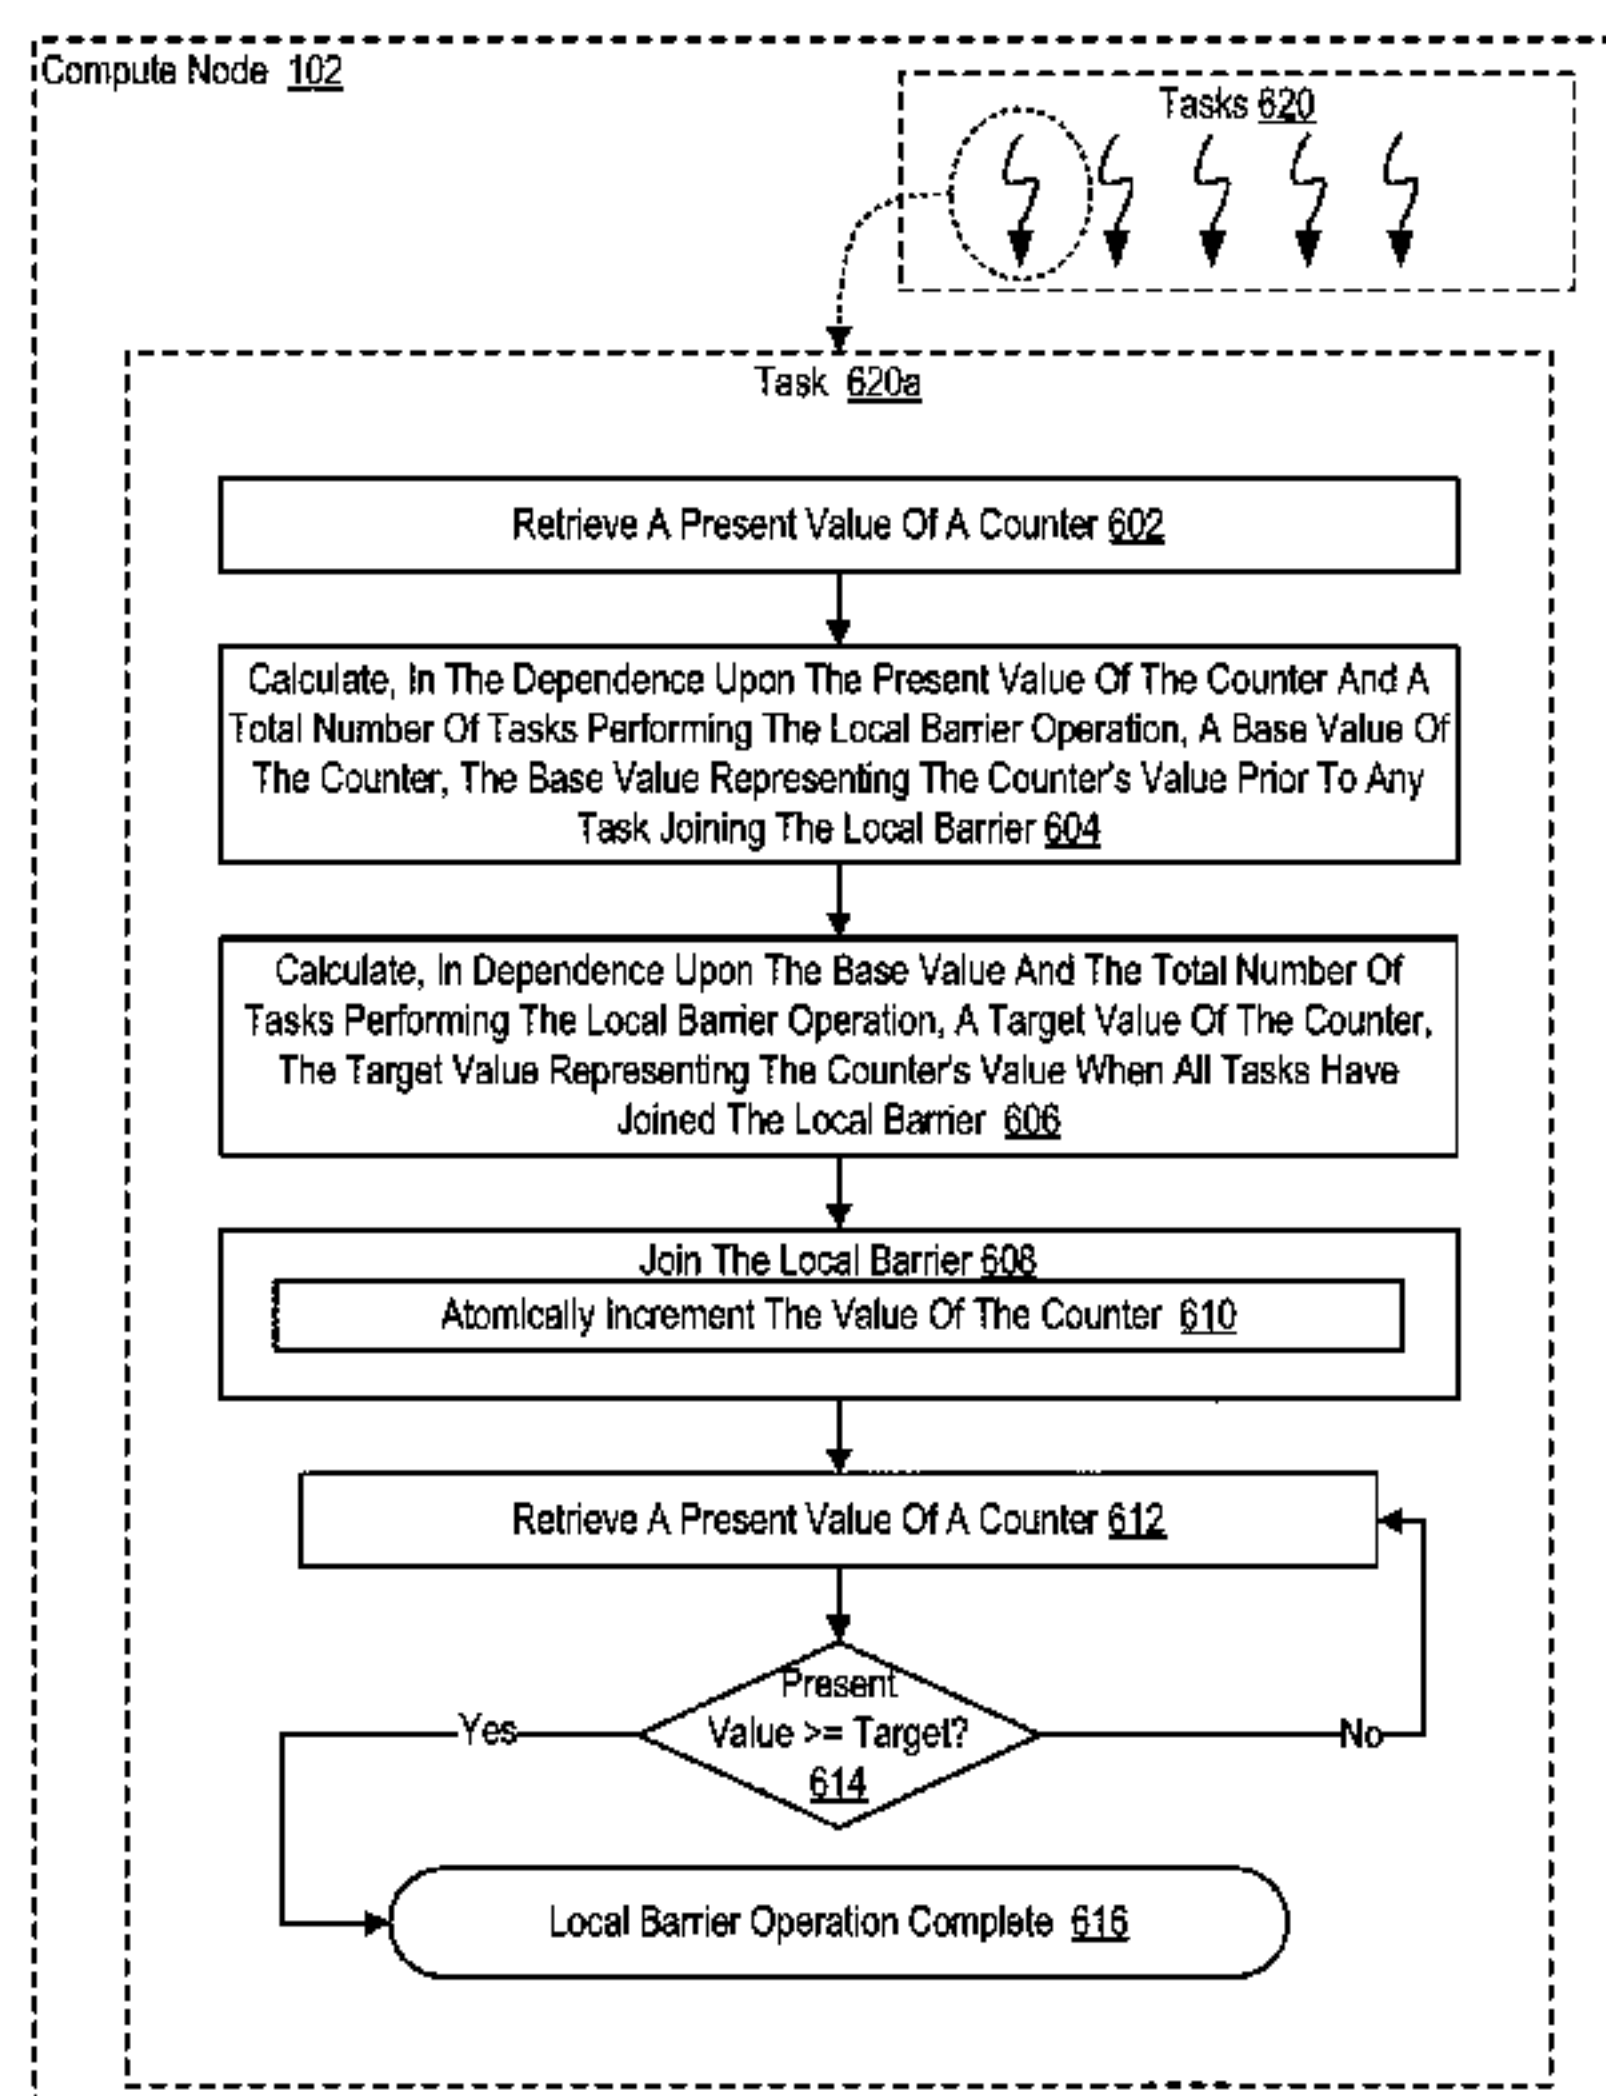 Compute Node 102
Tasks 620
Task 620a
Retrieve A Present Value Of A Counter 602
Calculate, In The Dependence Upon The Present Value Of The Counter And A
Total Number Of Tasks Performing The Local Barrier Operation, A Base Value Of
The Counter, The Base Value Representing The Counter's Value Prior To Any
Task Joining The Local Barrier 604
Calculate, In Dependence Upon The Base Value And The Total Number Of
Tasks Performing The Local Barrier Operation, A Target Value Of The Counter,
The Target Value Representing The Counter's Value When All Tasks Have
Joined The Local Barrier 606
Join The Local Barrier 608
Atomically Increment The Value Of The Counter 610
Retrieve A Present Value Of A Counter 612
Present
Value >= Target?
614
Yes
No
Local Barrier Operation Complete 616